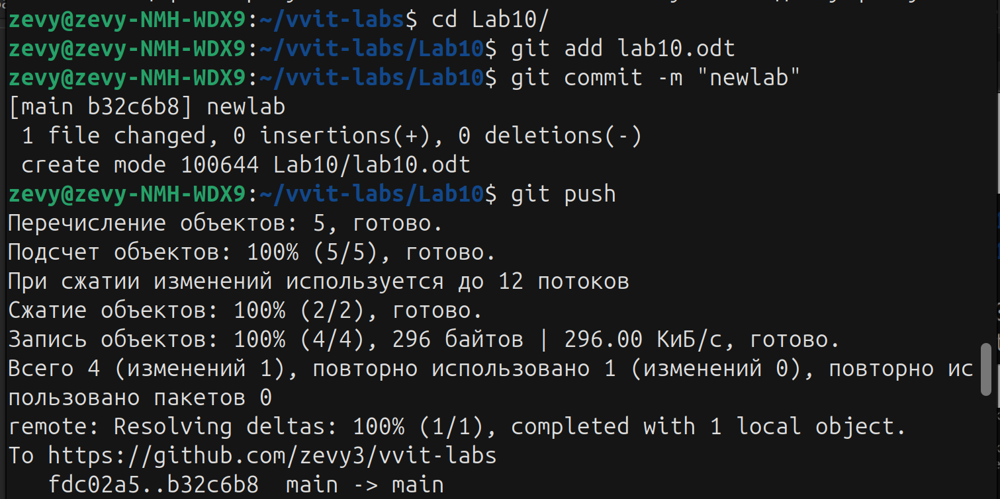 zevy@zevy-NMH-WDX9:~/vvit-labs$ cd Lab10/
zevy@zevy-NMH-WDX9:~/vvit-labs/Lab10$ git add lab10.odt
zevy@zevy-NMH-WDX9:~/vvit-labs/Lab10$ git commit -m "newlab"
[main b32c6b8] newlab
 1 file changed, 0 insertions(+), 0 deletions(-)
 create mode 100644 Lab10/lab10.odt
zevy@zevy-NMH-WDX9:~/vvit-labs/Lab10$ git push
Перечисление объектов: 5, готово.
Подсчет объектов: 100% (5/5), готово.
При сжатии изменений используется до 12 потоков
Сжатие объектов: 100% (2/2), готово.
Запись объектов: 100% (4/4), 296 байтов | 296.00 КиБ/с, готово.
Всего 4 (изменений 1), повторно использовано 1 (изменений 0), повторно ис
пользовано пакетов 0
remote: Resolving deltas: 100% (1/1), completed with 1 local object.
To https://github.com/zevy3/vvit-labs
   fdc02a5..b32c6b8  main -> main